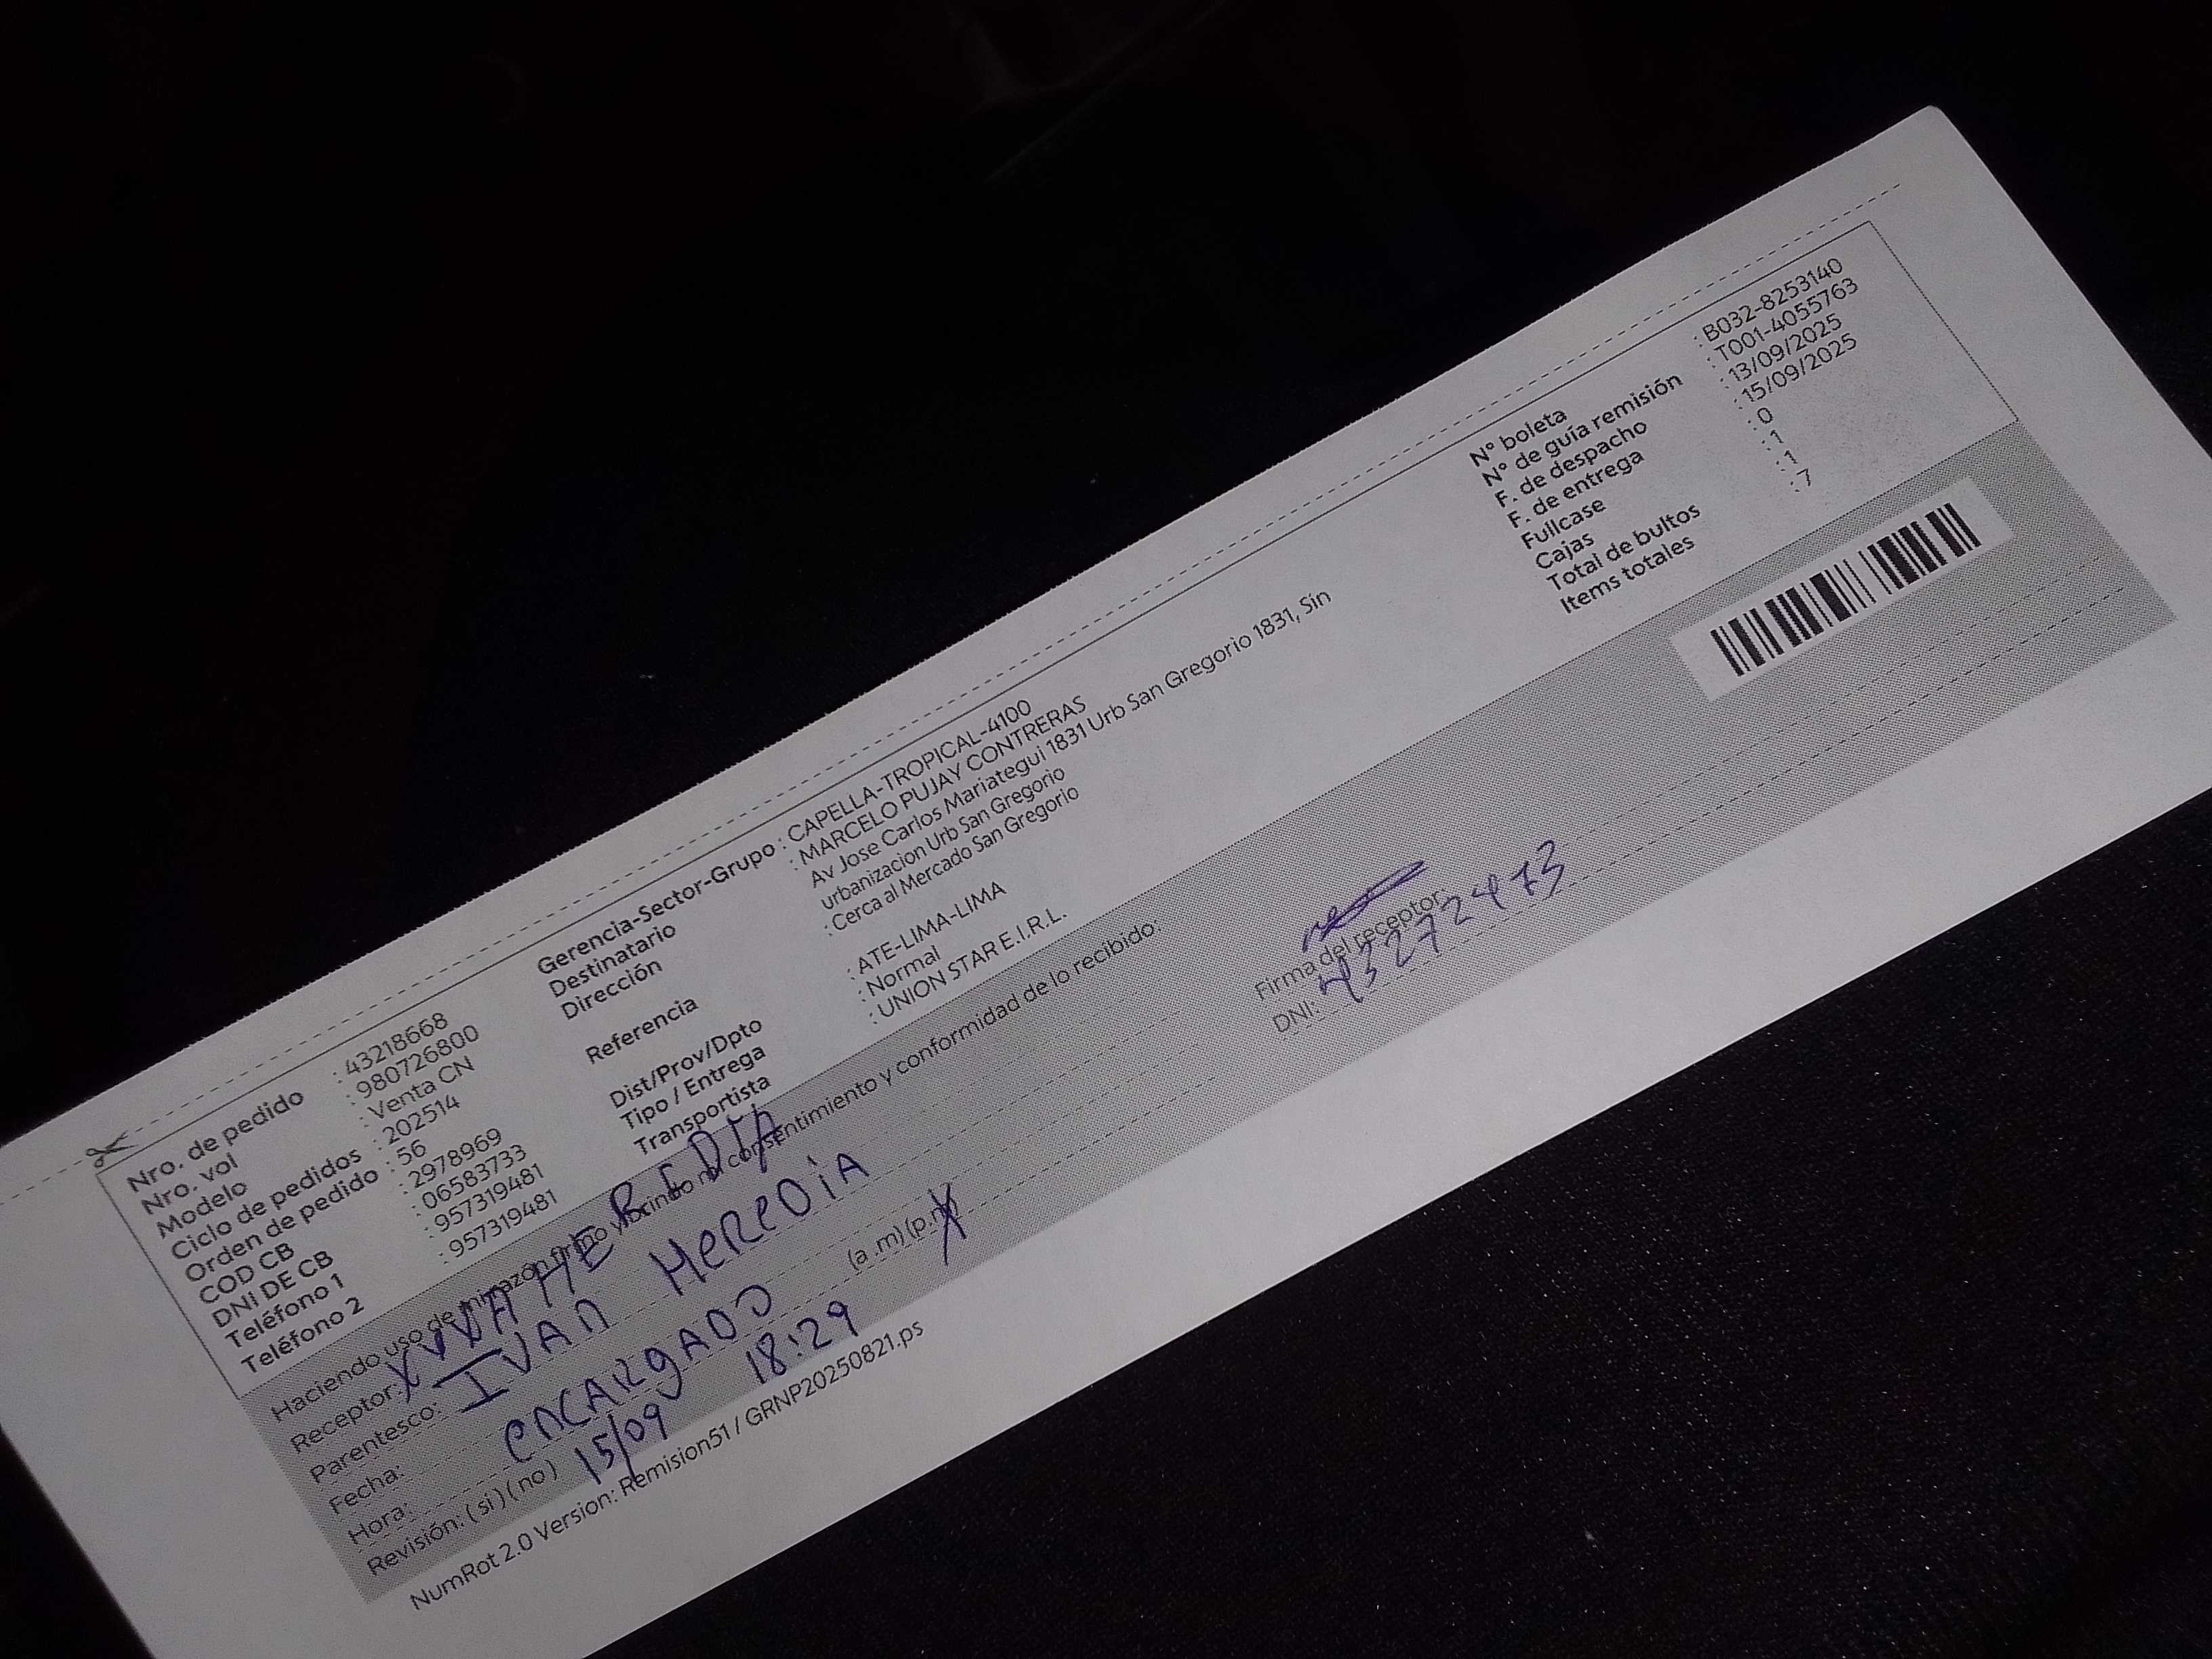 Nro. de pedido : 43218668
Nro. vol : 980726800
Modelo : Venta CN
Ciclo de pedidos : 202514
Orden de pedido : 56
COD CB : 2978969
DNI DE CB : 06583733
Teléfono 1 : 957319481
Teléfono 2 : 957319481
Gerencia-Sector-Grupo : CAPELLA-TROPICAL-4100
Destinatario : MARCELO PUJAY CONTRERAS
Dirección Av Jose Carlos Mariategui 1831 Urb San Gregorio 1831, Sin
urbanizacion Urb San Gregorio
Referencia : Cerca al Mercado San Gregorio
Dist/Prov/Dpto : ATE-LIMA-LIMA
Tipo / Entrega : Normal
Transportista : UNION STAR E.I.R.L.
N° boleta : B032-8253140
N° de guía remisión : T001-4055763
F. de despacho : 13/09/2025
F. de entrega : 15/09/2025
Fullcase : 0
Cajas : 1
Total de bultos : 1
Items totales : 7
Haciendo uso de mi razón firmo y brindo mi consentimiento y conformidad de lo recibido:
Receptor: HEREDIA
Parentesco: IVAN HEREDIA
Fecha: ENCARGADO
Hora: 15/09 18:29 (a .m) (p.m) X
Revisión: ( si ) ( no )
Firma del receptor:
DNI: 43272473
NumRot 2.0 Version: Remision51 / GRNP20250821.ps